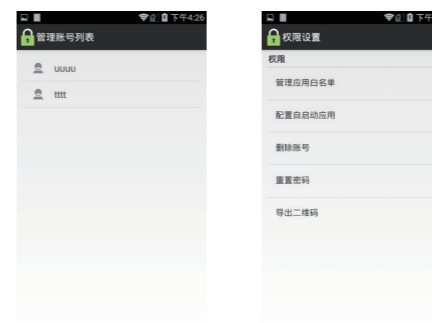 下午4:26
管理账号列表
uuuu
tttt
下午
权限设置
权限
管理应用白名单
配置自启动应用
删除账号
重置密码
导出二维码